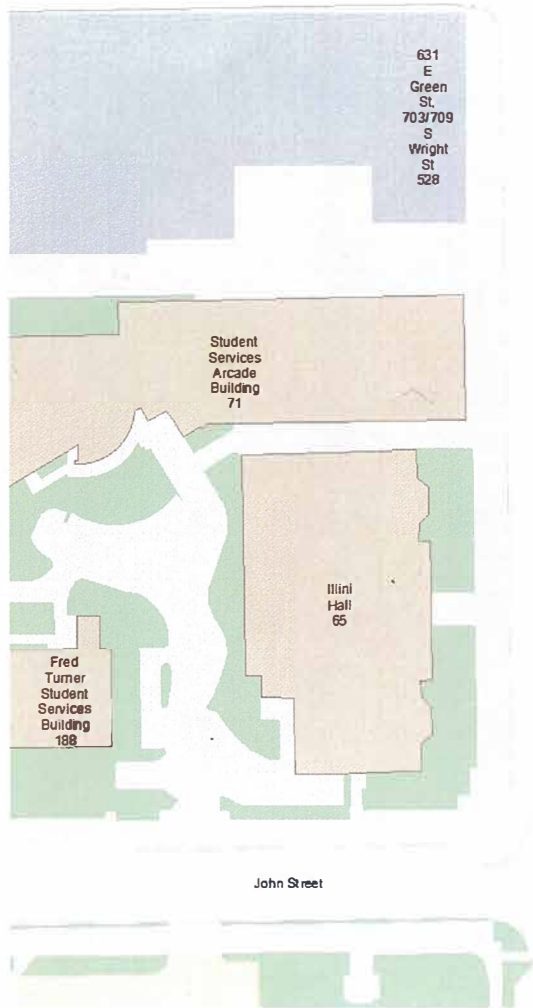 631
E
Green
St,
703/709
S
Wright
St
528
Student
Services
Arcade
Building
71
Illini
Hall
65
Fred
Turner
Student
Services
Building
188
John Street